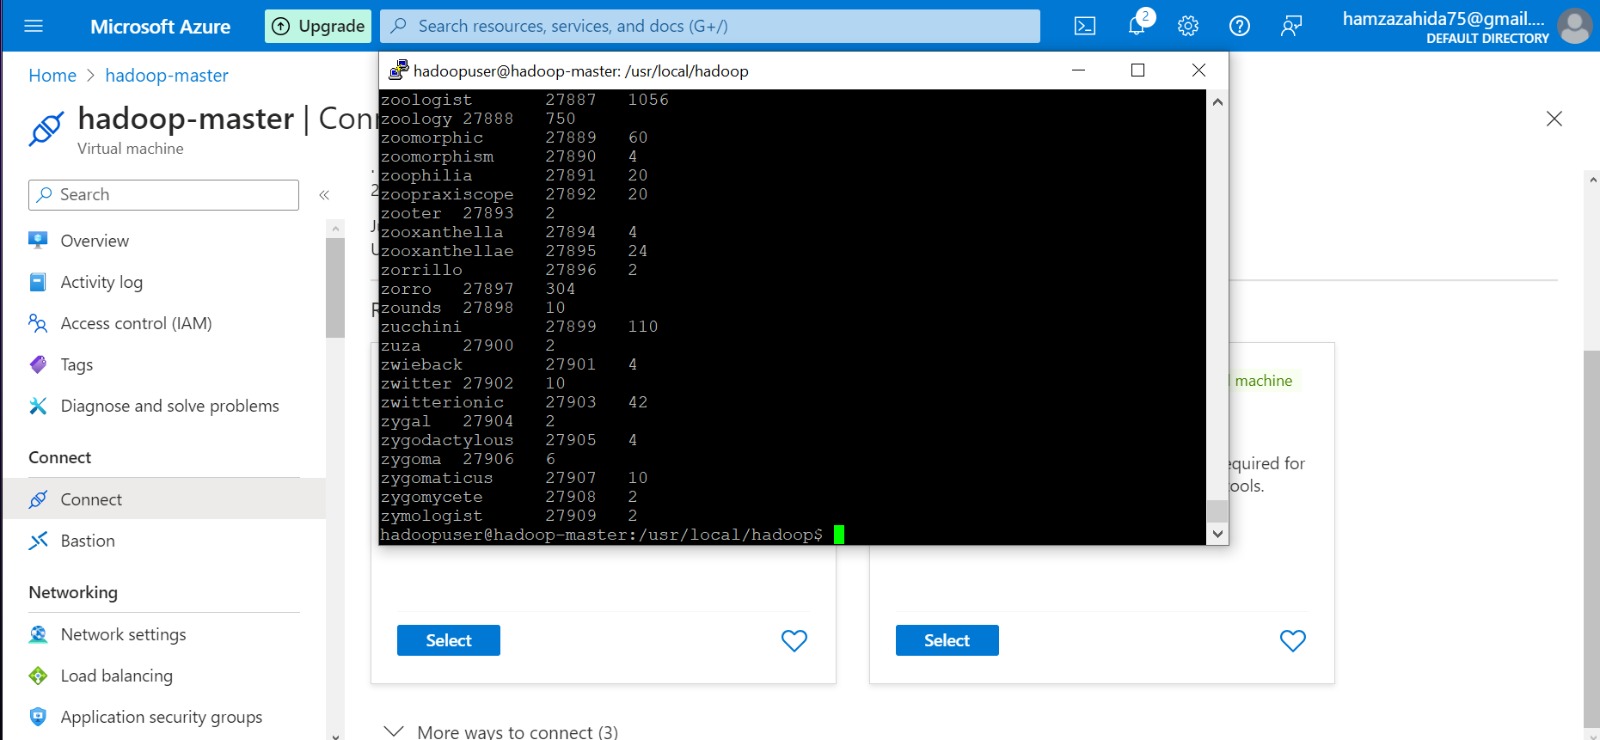 Microsoft Azure
Upgrade
Search resources, services, and docs (G+/)
2
hamzazahida75@gmail....
DEFAULT DIRECTORY
Home > hadoop-master
hadoop-master | Con
Virtual machine
Search
«
Overview
Activity log
Access control (IAM)
Tags
Diagnose and solve problems
Connect
Connect
Bastion
Networking
Network settings
Load balancing
Application security groups
hadoopuser@hadoop-master: /usr/local/hadoop
zoologist 27887 1056
zoology 27888 750
zoomorphic 27889 60
zoomorphism 27890 4
zoophilia 27891 20
zoopraxiscope 27892 20
zooter 27893 2
zooxanthella 27894 4
zooxanthellae 27895 24
zorrillo 27896 2
zorro 27897 304
zounds 27898 10
zucchini 27899 110
zuza 27900 2
zwieback 27901 4
zwitter 27902 10
zwitterionic 27903 42
zygal 27904 2
zygodactylous 27905 4
zygoma 27906 6
zygomaticus 27907 10
zygomycete 27908 2
zymologist 27909 2
hadoopuser@hadoop-master:/usr/local/hadoop$
machine
equired for
ools.
Select
Select
More ways to connect (3)